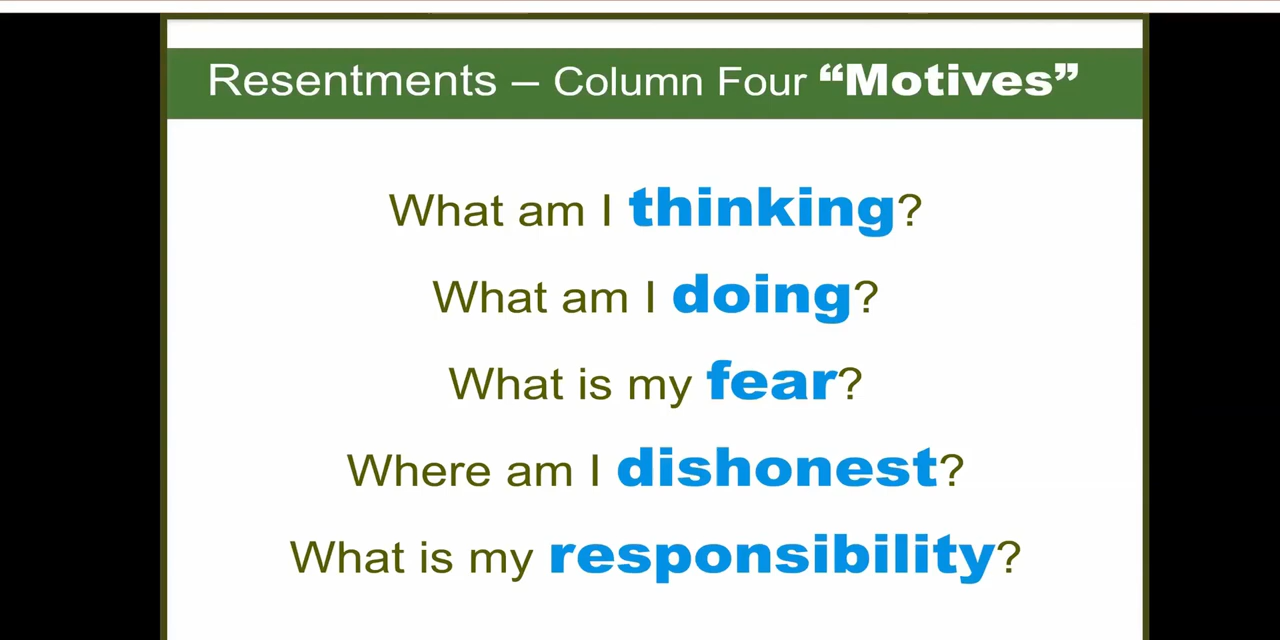 Resentments – Column Four “Motives”
What am I thinking?
What am I doing?
What is my fear?
Where am I dishonest?
What is my responsibility?